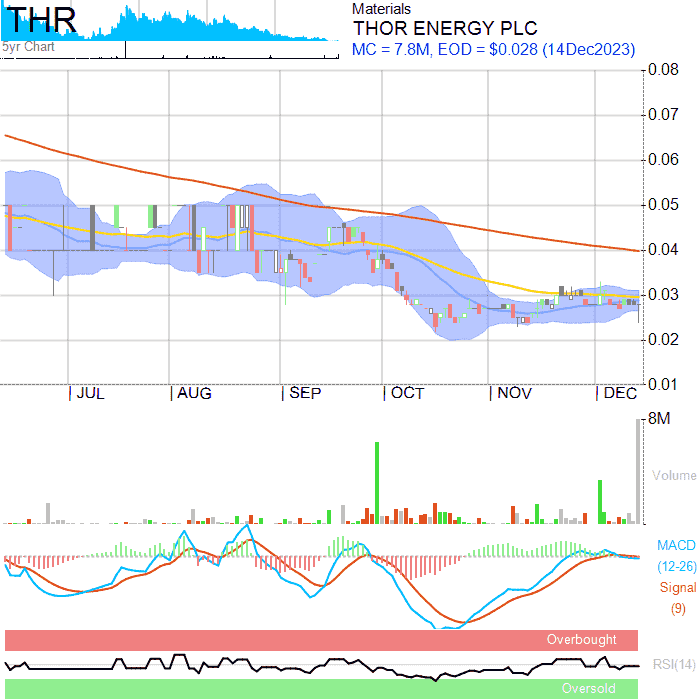 THR
5yr Chart
Materials
THOR ENERGY PLC
MC = 7.8M, EOD = $0.028 (14Dec2023)
0.08
0.07
0.06
0.05
0.04
0.03
0.02
0.01
JUL AUG SEP OCT NOV DEC
8M
Volume
MACD
(12-26)
Signal
(9)
Overbought
RSI(14)
Oversold